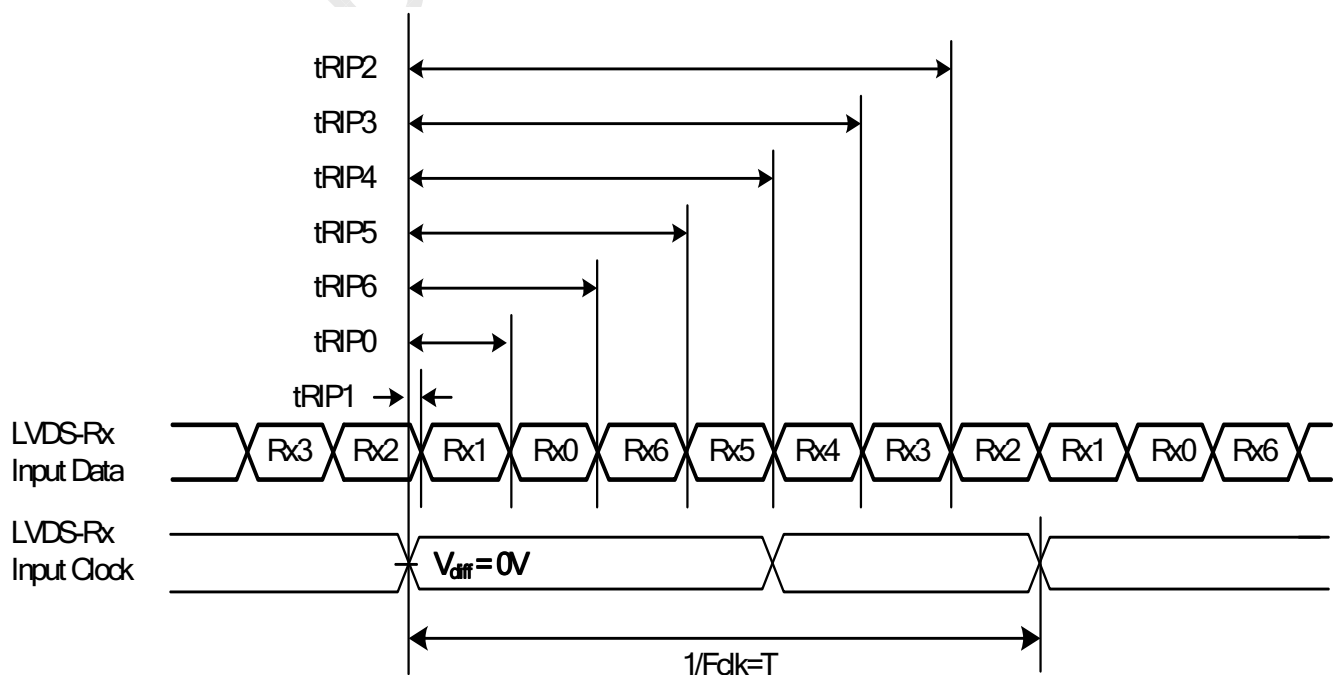 tRIP2
tRIP3
tRIP4
tRIP5
tRIP6
tRIP0
tRIP1
LVDS-Rx
Input Data
Rx3 Rx2 Rx1 Rx0 Rx6 Rx5 Rx4 Rx3 Rx2 Rx1 Rx0 Rx6
LVDS-Rx
Input Clock
Vdiff = 0V
1/Fclk=T